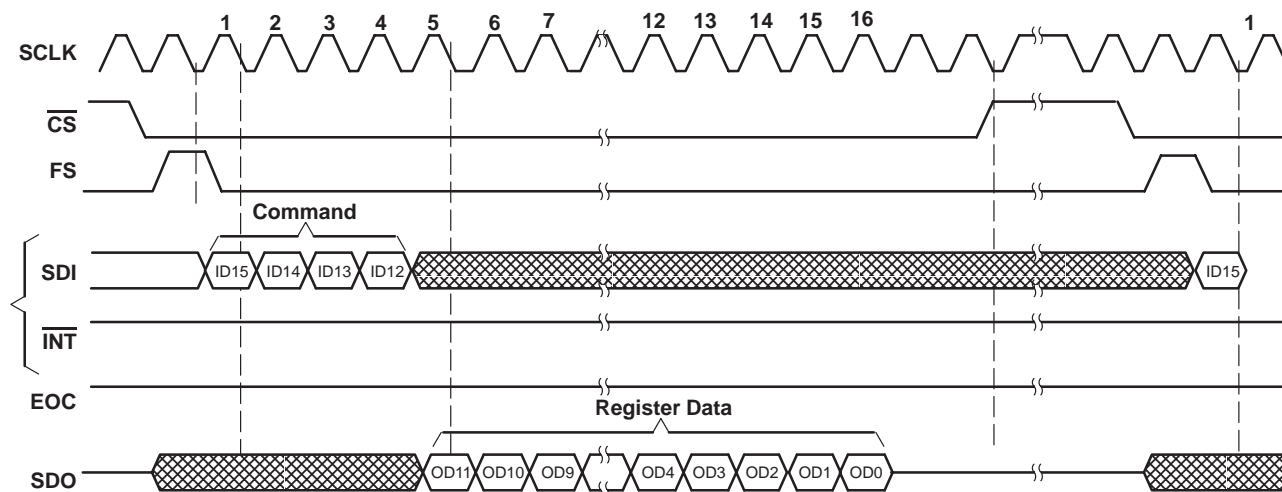 1 2 3 4 5 6 7 12 13 14 15 16 1
SCLK
CS
FS
Command
SDI ID15 ID14 ID13 ID12 ID15
INT
EOC
Register Data
SDO OD11 OD10 OD9 OD4 OD3 OD2 OD1 OD0